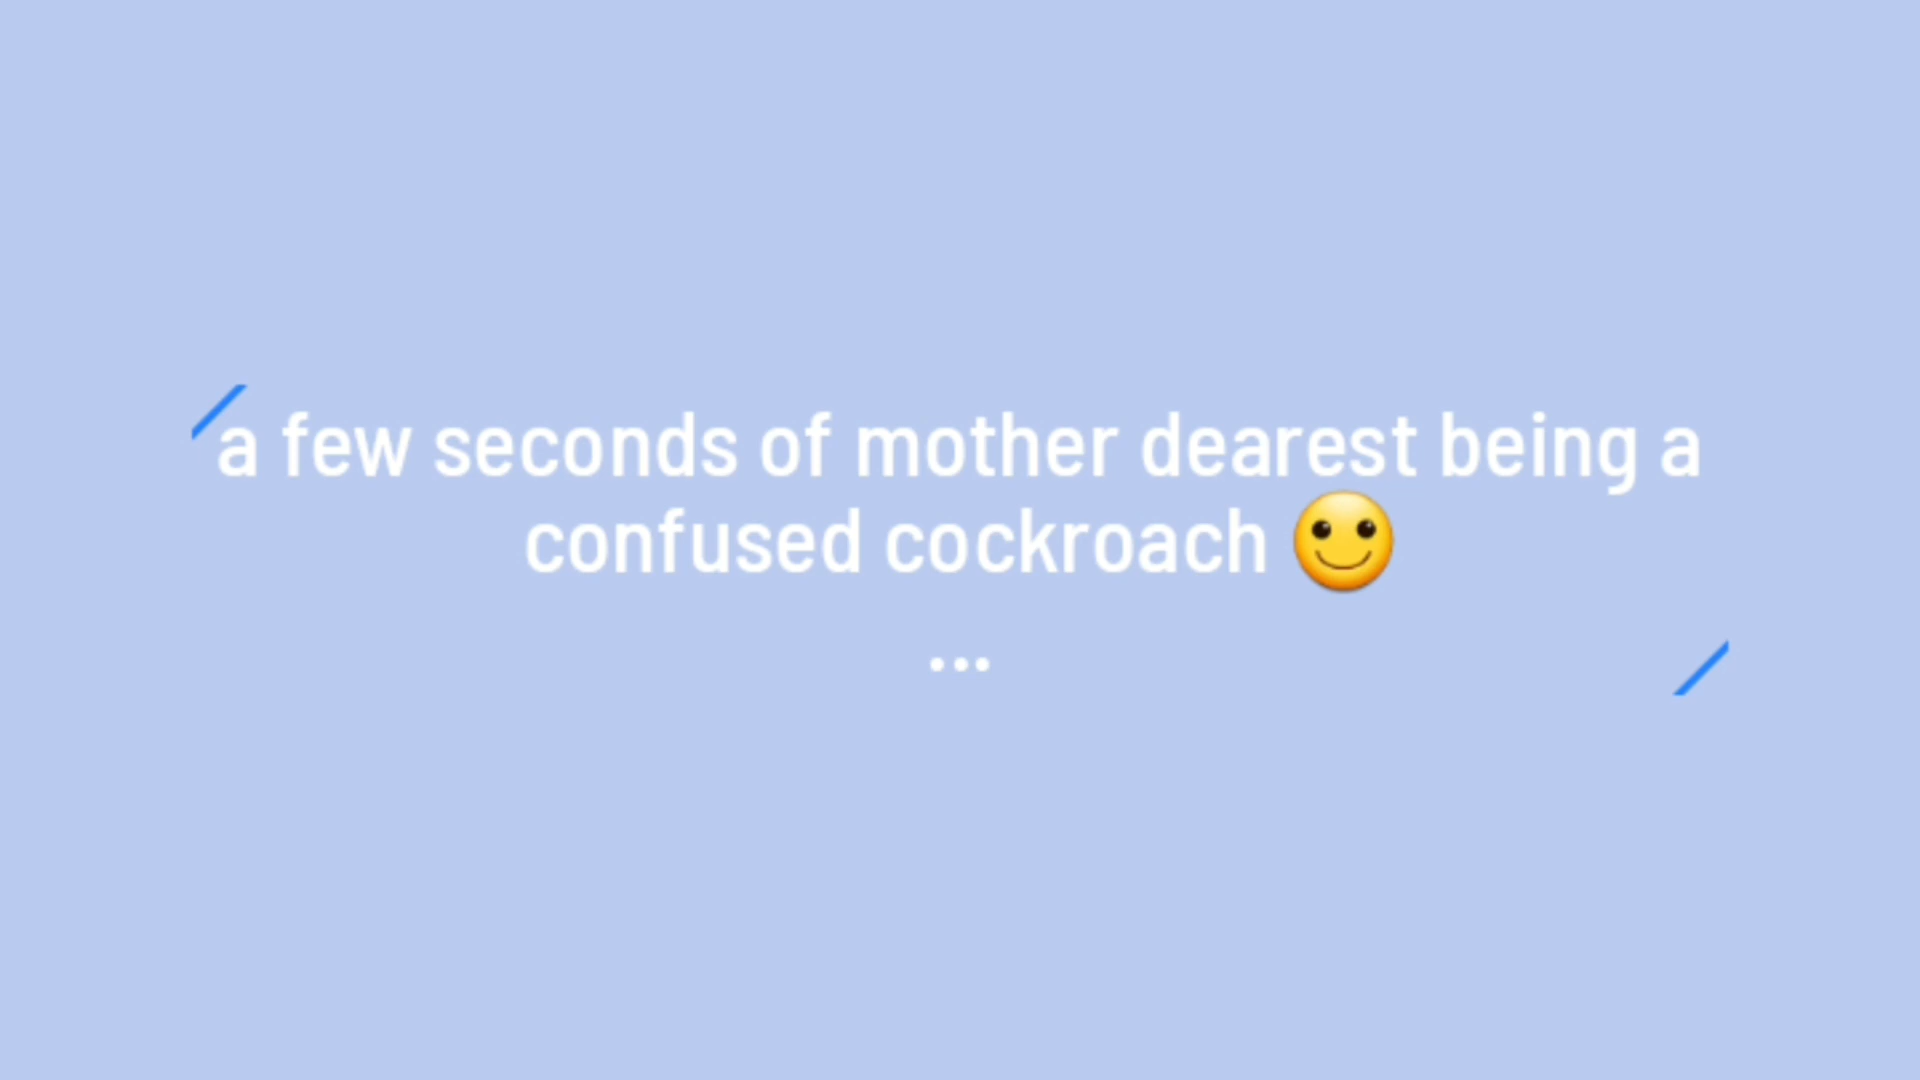 a few seconds of mother dearest being a
confused cockroach 🙂
...